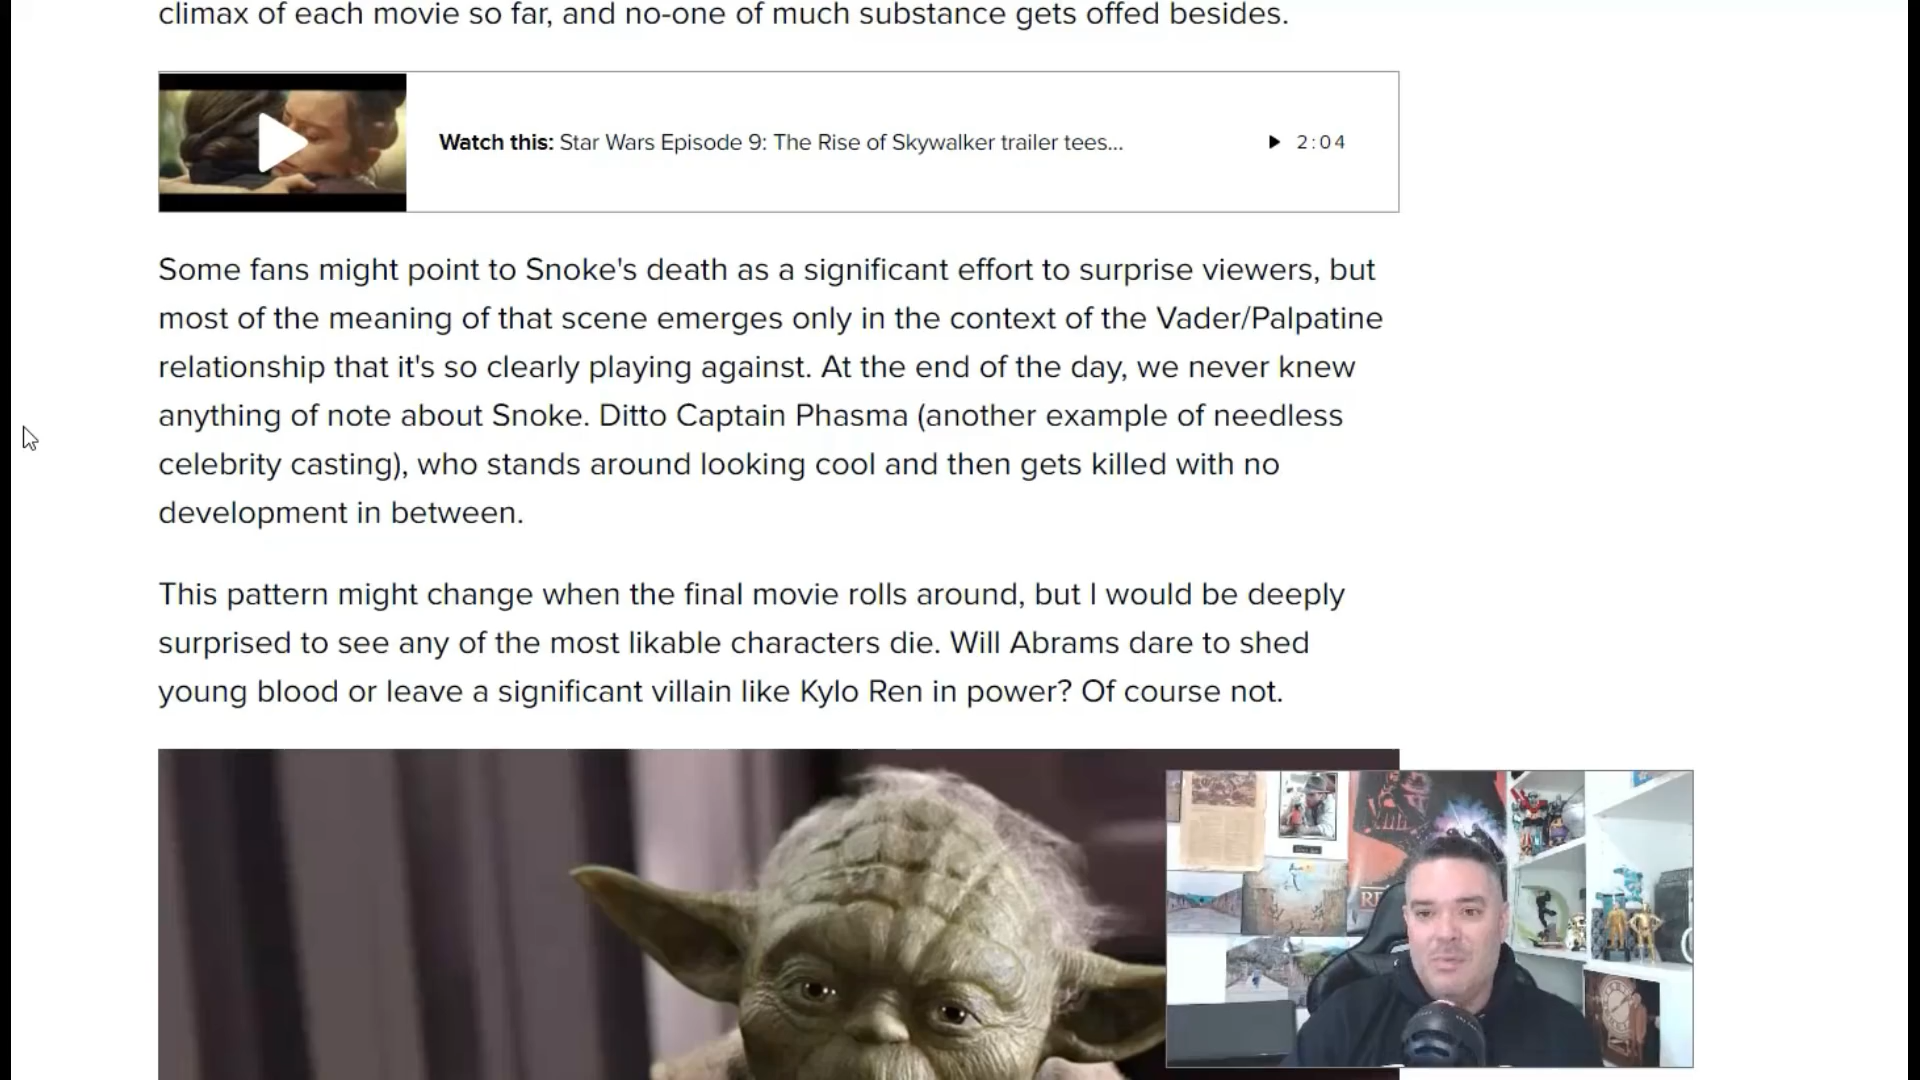 climax of each movie so far, and no-one of much substance gets offed besides.
Watch this: Star Wars Episode 9: The Rise of Skywalker trailer tees...
2:04
Some fans might point to Snoke's death as a significant effort to surprise viewers, but
most of the meaning of that scene emerges only in the context of the Vader/Palpatine
relationship that it's so clearly playing against. At the end of the day, we never knew
anything of note about Snoke. Ditto Captain Phasma (another example of needless
celebrity casting), who stands around looking cool and then gets killed with no
development in between.
This pattern might change when the final movie rolls around, but I would be deeply
surprised to see any of the most likable characters die. Will Abrams dare to shed
young blood or leave a significant villain like Kylo Ren in power? Of course not.